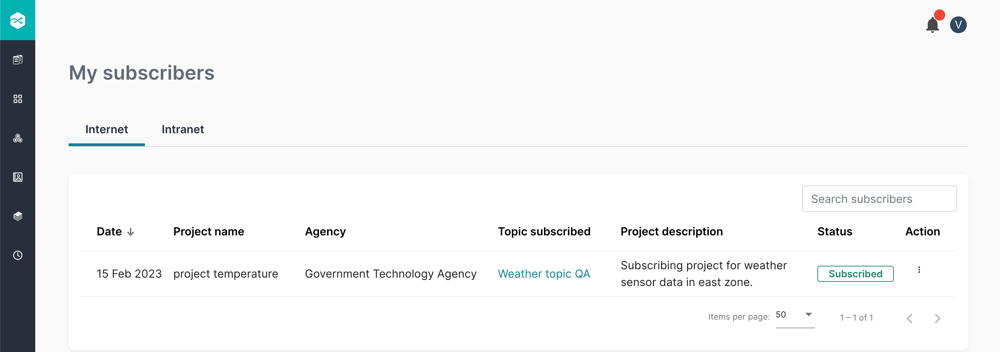 V
My subscribers
Internet Intranet
Search subscribers
Date Project name Agency Topic subscribed Project description Status Action
15 Feb 2023 project temperature Government Technology Agency Weather topic QA Subscribing project for weather Subscribed
sensor data in east zone.
Items per page: 50 1 – 1 of 1